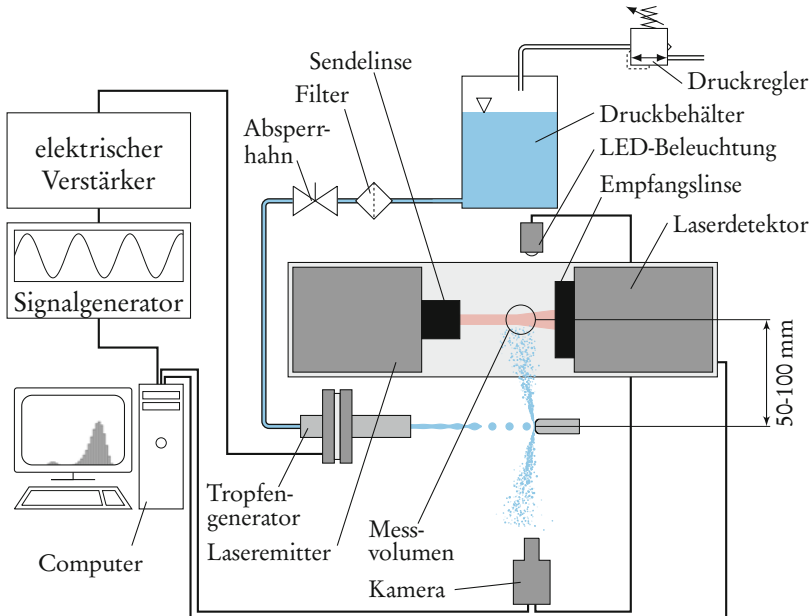 Sendelinse
Filter
Absperr-
hahn
Druckregler
Druckbehälter
LED-Beleuchtung
Empfangslinse
Laserdetektor
elektrischer
Verstärker
Signalgenerator
50-100 mm
Tropfen-
generator
Laseremitter
Mess-
volumen
Kamera
Computer